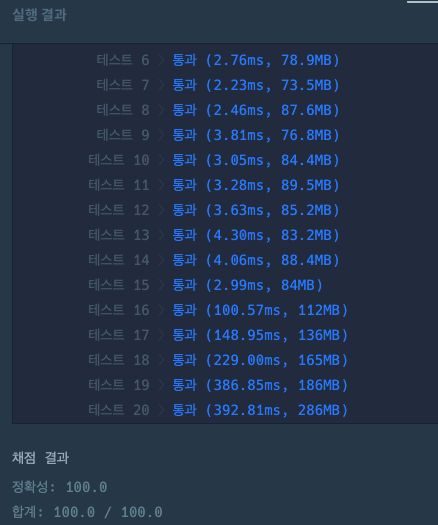 실행 결과
테스트 6 > 통과 (2.76ms, 78.9MB)
테스트 7 > 통과 (2.23ms, 73.5MB)
테스트 8 > 통과 (2.46ms, 87.6MB)
테스트 9 > 통과 (3.81ms, 76.8MB)
테스트 10 > 통과 (3.05ms, 84.4MB)
테스트 11 > 통과 (3.28ms, 89.5MB)
테스트 12 > 통과 (3.63ms, 85.2MB)
테스트 13 > 통과 (4.30ms, 83.2MB)
테스트 14 > 통과 (4.06ms, 88.4MB)
테스트 15 > 통과 (2.99ms, 84MB)
테스트 16 > 통과 (100.57ms, 112MB)
테스트 17 > 통과 (148.95ms, 136MB)
테스트 18 > 통과 (229.00ms, 165MB)
테스트 19 > 통과 (386.85ms, 186MB)
테스트 20 > 통과 (392.81ms, 286MB)
채점 결과
정확성: 100.0
합계: 100.0 / 100.0